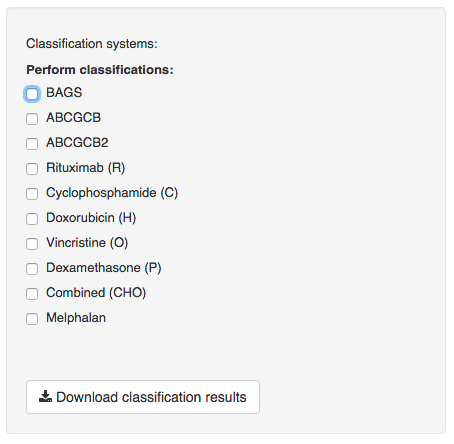 Classification systems:
Perform classifications:
BAGS
ABCGCB
ABCGCB2
Rituximab (R)
Cyclophosphamide (C)
Doxorubicin (H)
Vincristine (O)
Dexamethasone (P)
Combined (CHO)
Melphalan
Download classification results